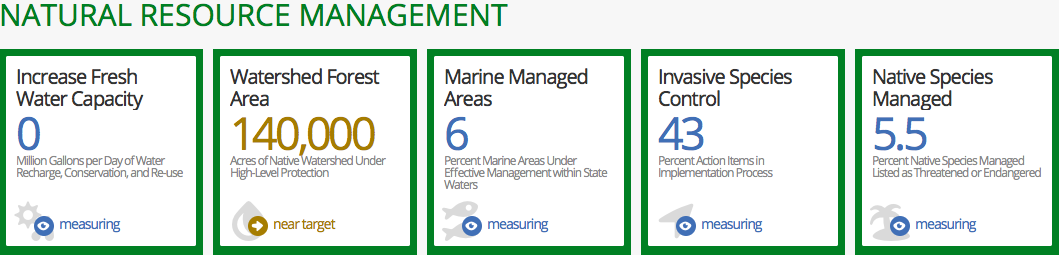 NATURAL RESOURCE MANAGEMENT
Increase Fresh
Water Capacity
0
Million Gallons per Day of Water
Recharge, Conservation, and Re-use
measuring
Watershed Forest
Area
140,000
Acres of Native Watershed Under
High-Level Protection
near target
Marine Managed
Areas
6
Percent Marine Areas Under
Effective Management within State
Waters
measuring
Invasive Species
Control
43
Percent Action Items in
Implementation Process
measuring
Native Species
Managed
5.5
Percent Native Species Managed
Listed as Threatened or Endangered
measuring